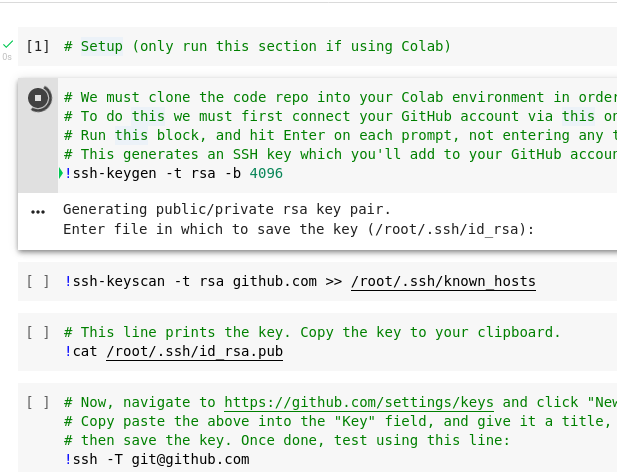 [1] # Setup (only run this section if using Colab)
0s
# We must clone the code repo into your Colab environment in order
# To do this we must first connect your GitHub account via this
# Run this block, and hit Enter on each prompt, not entering any
# This generates an SSH key which you'll add to your GitHub
!ssh-keygen -t rsa -b 4096
Generating public/private rsa key pair.
Enter file in which to save the key (/root/.ssh/id_rsa):
[ ] !ssh-keyscan -t rsa github.com >> /root/.ssh/known_hosts
[ ] # This line prints the key. Copy the key to your clipboard.
!cat /root/.ssh/id_rsa.pub
[ ] # Now, navigate to https://github.com/settings/keys and click
# Copy paste the above into the "Key" field, and give it a title,
# then save the key. Once done, test using this line:
!ssh -T git@github.com